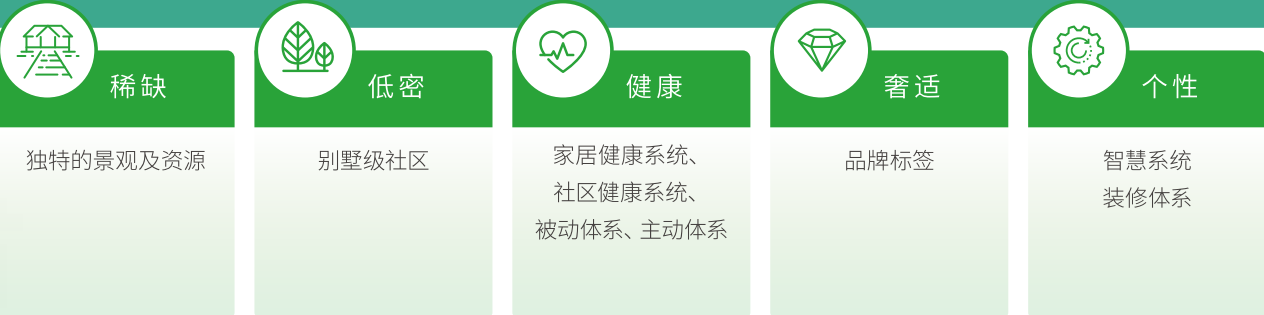 稀缺
独特的景观及资源
低密
别墅级社区
健康
家居健康系统、
社区健康系统、
被动体系、主动体系
奢适
品牌标签
个性
智慧系统
装修体系